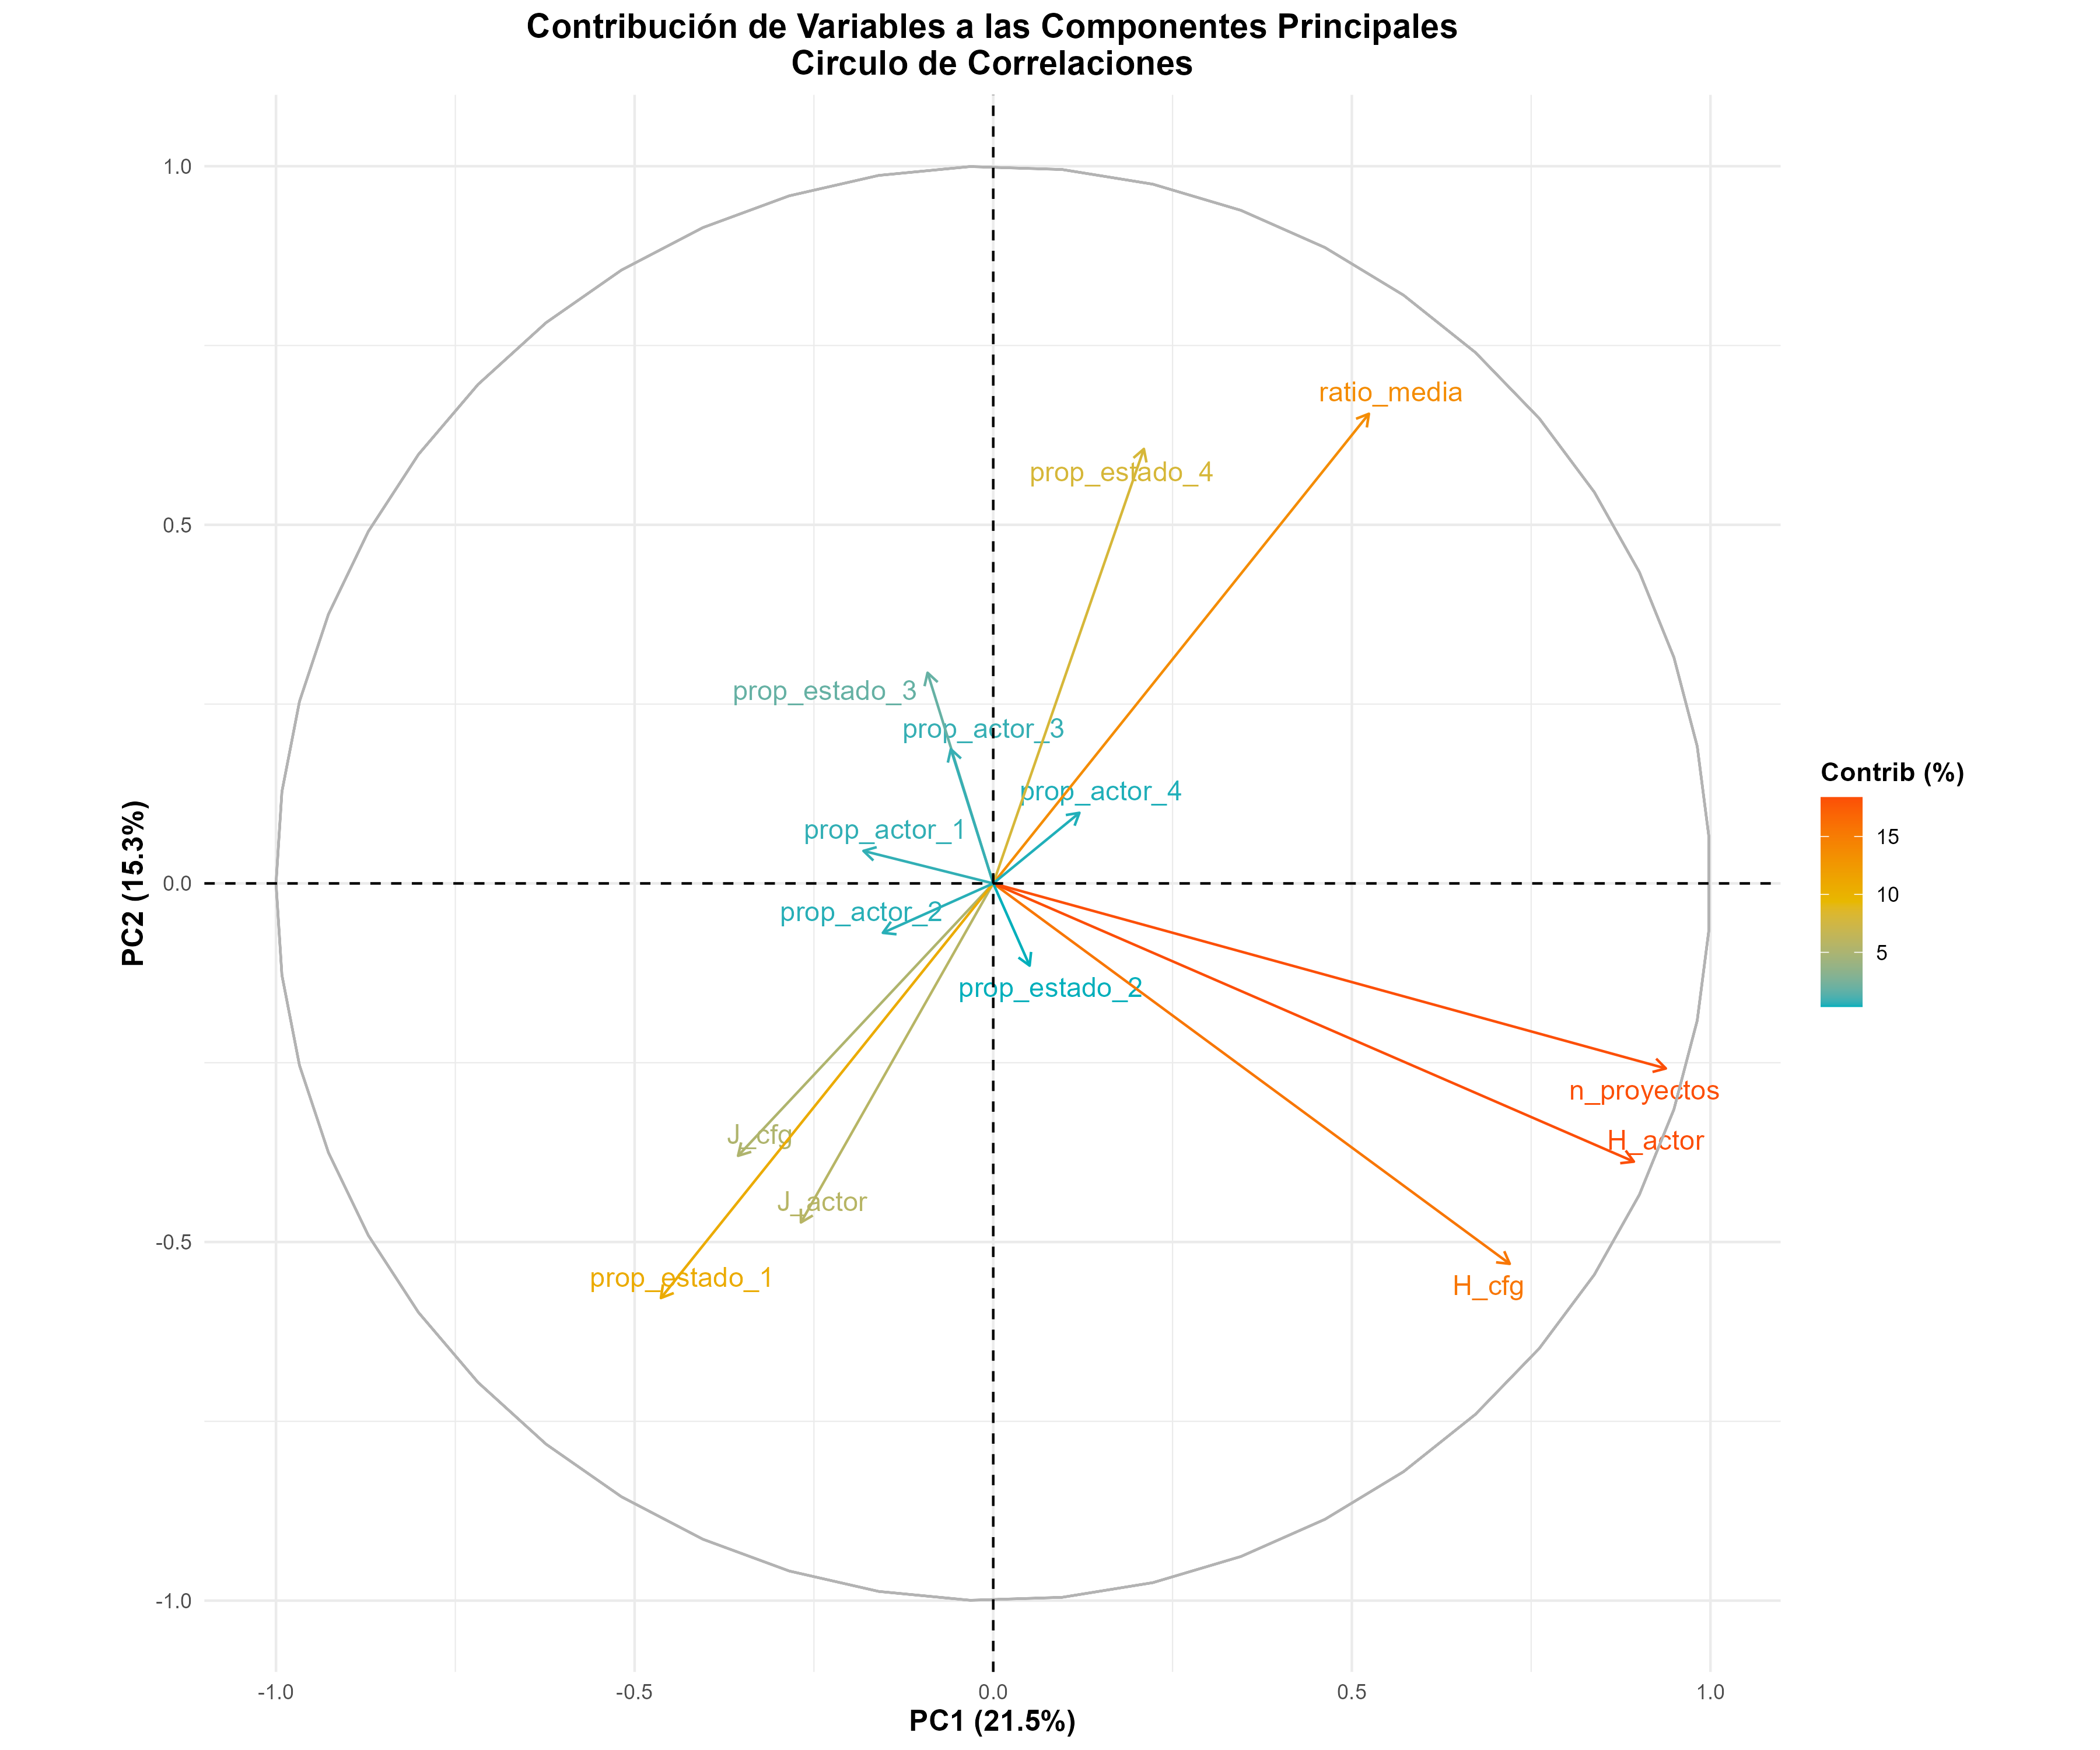 Contribución de Variables a las Componentes Principales
Circulo de Correlaciones
1.0
ratio_media
prop_estado_4
0.5
prop_estado_3
prop_actor_3
Contrib (%)
prop_actor_4
15
prop_actor_1
0.0
10
prop_actor_2
5
prop_estado_2
PC2 (15.3%)
n_proyectos
J_cfg
H_actor
J_actor
-0.5
prop_estado_1
H_cfg
-1.0
-1.0
-0.5
0.0
0.5
1.0
PC1 (21.5%)